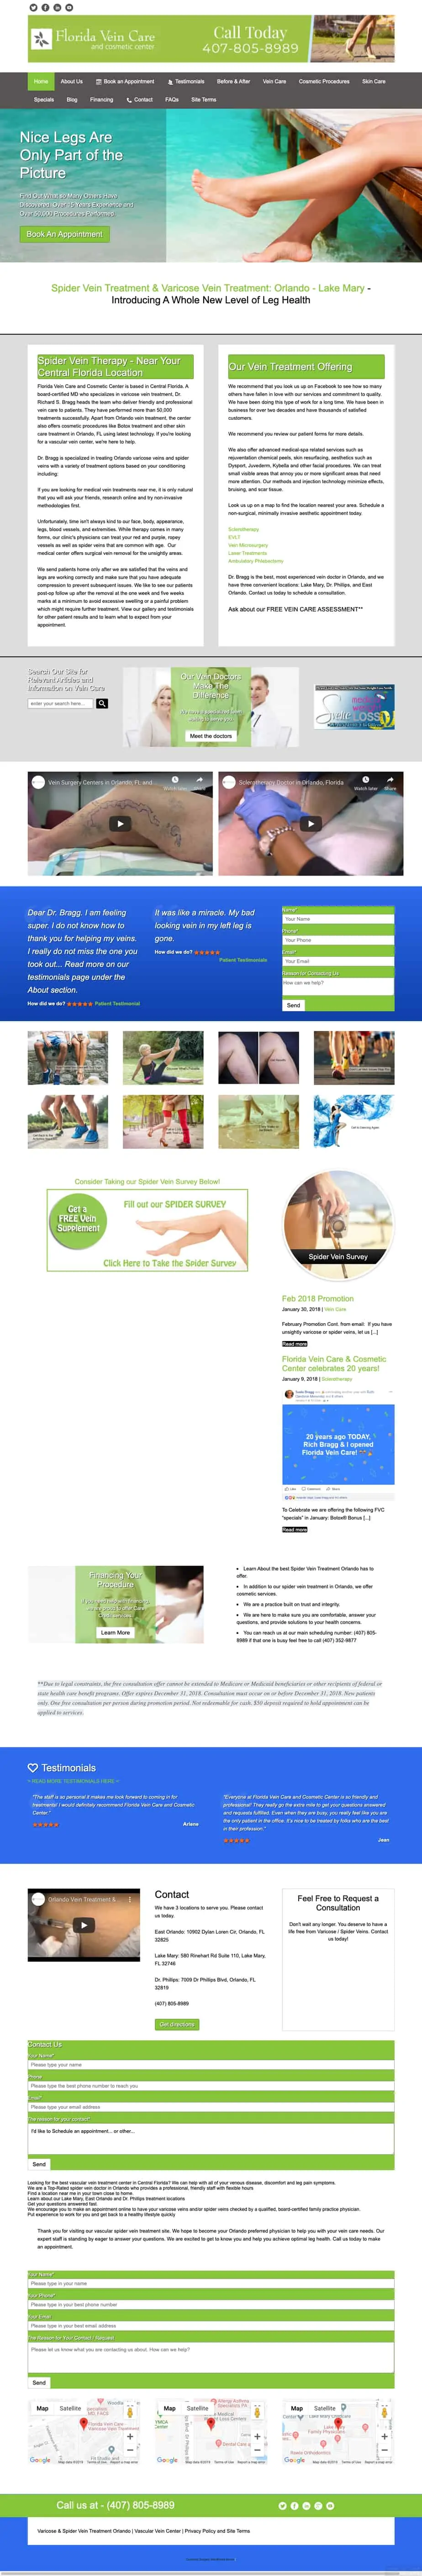 Florida Vein Care
and cosmetic center
Call Today
407-805-8989
Home
About Us
Book an Appointment
Testimonials
Before & After
Vein Care
Cosmetic Procedures
Skin Care
Specials
Blog
Financing
Contact
FAQs
Site Terms
Nice Legs Are
Only Part of the
Picture
Find Out What so Many Others Have
Discovered. Over 15 Years Experience and
Over 50,000 Procedures Performed.
Book An Appointment
Spider Vein Treatment & Varicose Vein Treatment: Orlando - Lake Mary -
Introducing A Whole New Level of Leg Health
Spider Vein Therapy - Near Your
Central Florida Location
Florida Vein Care and Cosmetic Center is based in Central Florida. A
board-certified MD who specializes in varicose vein treatment, Dr.
Richard S. Bragg heads the team who deliver friendly and professional
vein care to patients. They have performed more than 50,000
treatments successfully. Apart from Orlando vein treatment, the center
also offers cosmetic procedures like Botox treatment and other skin
care treatment in Orlando, FL using latest technology. If you're looking
for a vascular vein center, we're here to help.
Dr. Bragg is specialized in treating Orlando varicose veins and spider
veins with a variety of treatment options based on your conditioning
including:
If you are looking for medical vein treatments near me, it is only natural
that you will ask your friends, research online and try non-invasive
methodologies first.
Unfortunately, time isn't always kind to our face, body, appearance,
legs, blood vessels, and extremities. While therapy comes in many
forms, our clinic's physicians can treat your red and purple, ropy
vessels as well as spider veins that are common with age. Our
medical center offers surgical vein removal for the unsightly areas.
We send patients home only after we are satisfied that the veins and
legs are working correctly and make sure that you have adequate
compressors subsequent issues. We like to see our patients
post-op follow up after the removal at the one week and five weeks
marks at a minimum to avoid excessive swelling or a painful problem
which might require further treatment. View our gallery and testimonials
for other patient products and to learn what to expect from your
appointment.
Our Vein Treatment Offering
We recommend that you look us up on Facebook to see how so many
others have fallen in love with our services and commitment to quality.
We have been doing this type of work for a long time. We have been in
business for over two decades and have thousands of satisfied
customers.
We recommend you review our patient forms for more details.
We also offer advanced medical-spa related services such as
rejuventation chemical peels, skin resurfacing, aesthetics such as
Dysport, Juvederm, Kybella and other facial procedures. We can treat
small visible areas that annoy you or more significant areas that need
more attention. Our methods and injection technology minimize effects,
bruising, and scar tissue.
Look us up on a map to find the location nearest your area. Schedule a
non-surgical, minimally invasive aesthetic appointment today.
Sclerotherapy
EVLT
Vein Microsurgery
Laser Treatments
Ambulatory Phlebectomy
Dr. Bragg is the best, most experienced vein doctor in Orlando, and we
have three convenient locations: Lake Mary, Dr. Phillips, and East
Orlando. Contact us today to schedule a consultation.
Ask about our FREE VEIN CARE ASSESSMENT**
Search Our Site for
Relevant Articles and
Information on Vein Care
enter your search here...
Our Vein Doctors
Make The
Difference
We have a specialized team
waiting to serve you.
Meet the doctors
LOSS
Vein Surgery Centers in Orlando, FL and...
Watch later
Share
Sclerotherapy Doctor in Orlando, Florida
Watch later
Share
Dear Dr. Bragg. I am feeling
super. I do not know how to
thank you for helping my veins.
I really do not miss the one you
took out... Read more on our
testimonials page under the
About section.
How did we do? ★★★★★ Patient Testimonial
It was like a miracle. My bad
looking vein in my left leg is
gone.
How did we do? ★★★★★
Patient Testimonials
Name*
Your Name
Phone*
Your Phone
Email*
Your Email
Reason for Contacting Us
How can we help?
Send
Get to Dancing Again
Consider Taking our Spider Vein Survey Below!
Get a
FREE Vein
Supplement
Fill out our SPIDER SURVEY
Click Here to Take the Spider Survey
Spider Vein Survey
Feb 2018 Promotion
January 30, 2018 | Vein Care
February Promotion Cont. from email: If you have
unsightly varicose or spider veins, let us [...]
Read more
Florida Vein Care & Cosmetic
Center celebrates 20 years!
January 9, 2018 | Sclerotherapy
20 years ago TODAY,
Rich Bragg & I opened
Florida Vein Care!
Like
Comment
Share
To Celebrate we are offering the following FVC
"specials" in January: Botox® Bonus [...]
Read more
Financing Your
Procedure
Learn More
• Learn About the best Spider Vein Treatment Orlando has to
offer.
• In addition to our spider vein treatment in Orlando, we offer
cosmetic services.
• We are a practice built on trust and integrity.
• We are here to make sure you are comfortable, answer your
questions, and provide solutions to your health concerns.
• You can reach us at our main scheduling number: (407) 805-
8989 If that one is busy feel free to call (407) 352-9877
**Due to legal constraints, the free consultation offer cannot be extended to Medicare or Medicaid beneficiaries or other recipients of federal or
state health care benefit programs. Offer expires December 31, 2018. Consultation must occur on or before December 31, 2018. New patients
only. One free consultation per person during promotion period. Not redeemable for cash. $50 deposit required to hold appointment can be
applied to services.
Testimonials
< READ MORE TESTIMONIALS HERE >
"The staff is so personal it makes me look forward to coming in for
treatments! I would definitely recommend Florida Vein Care and Cosmetic
Center."
★★★★★
Arlene
"Everyone at Florida Vein Care and Cosmetic Center is so friendly and
professional! They really go the extra mile to get your questions answered
and requests fulfilled. Even when they are busy, you really feel like you are
the only patient in the office. It's nice to be treated by folks who are the best
in their profession."
★★★★★
Jean
Orlando Vein Treatment &...
Contact
We have 3 locations to serve you. Please contact
us today.
East Orlando: 10902 Dylan Loren Cir, Orlando, FL
32825
Lake Mary: 580 Rinehart Rd Suite 110, Lake Mary,
FL 32746
Dr. Phillips: 7009 Dr Phillips Blvd, Orlando, FL
32819
(407) 805-8989
Get directions
Feel Free to Request a
Consultation
Don't wait any longer. You deserve to have a
life free from Varicose / Spider Veins. Contact
us today!
Contact Us
Your Name*
Please type your name
Phone
Please type the best phone number to reach you
Email*
Please type your email address
The reason for your contact*
I'd like to Schedule an appointment... or other...
Send
Looking for the best vascular vein treatment center in Central Florida? We can help with all of your venous disease, discomfort and leg pain symptoms.
We are a Top-Rated spider vein doctor in Orlando who provides a professional, friendly staff with flexible hours
Find a location near me in your town close to home.
Learn about our Lake Mary, East Orlando and Dr. Phillips treatment locations
Get your questions answered fast
We encourage you to make an appointment online to have your varicose veins and/or spider veins checked by a qualified, board-certified family practice physician.
Put experience to work for you and get back to a healthy lifestyle quickly
Thank you for visiting our vascular spider vein treatment site. We hope to become your Orlando preferred physician to help you with your vein care needs. Our
expert staff is standing by eager to answer your questions. We are excited to get to know you and help you achieve optimal leg health. Call us today to make
an appointment.
Your Name*
Please type in your name
Your Phone*
Please type in your best phone number
Your Email
Please type in your best email address
The Reason for Your Contact / Request
Please let us know what you are contacting us about. How can we help?
Send
Map
Satellite
Florida Vein Care
Google
Map
Satellite
YMCA
Google
Map
Satellite
Google
Call us at - (407) 805-8989
Varicose & Spider Vein Treatment Orlando | Vascular Vein Center | Privacy Policy and Site Terms